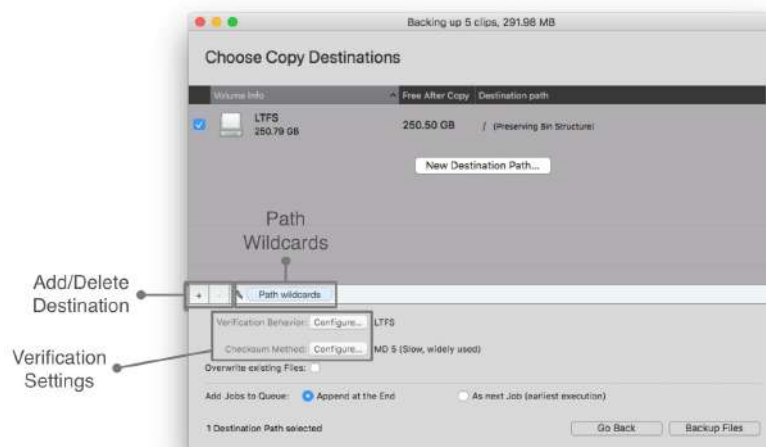 Backing up 5 clips, 291.98 MB
Choose Copy Destinations
Volume Info Free After Copy Destination path
LTFS
250.79 GB 250.50 GB / (Preserving Bin Structure)
New Destination Path...
Path
Wildcards
Add/Delete
Destination
+ - Path wildcards
Verification Behavior: Configure... LTFS
Checksum Method: Configure... MD 5 (Slow, widely used)
Verification
Settings
Overwrite existing Files:
Add Jobs to Queue: Append at the End As next Job (earliest execution)
1 Destination Path selected Go Back Backup Files